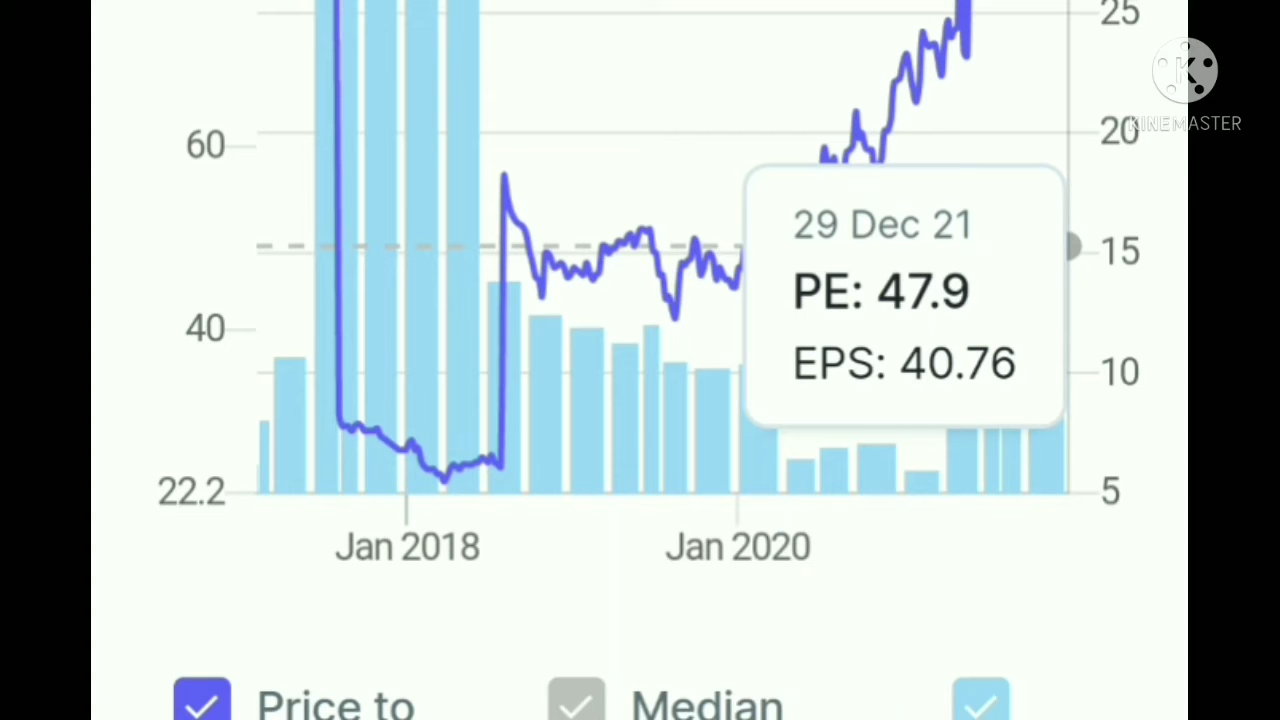 25
KINEMASTER
60
20
29 Dec 21
15
PE: 47.9
40
EPS: 40.76
10
22.2
5
Jan 2018
Jan 2020
Price to
Median